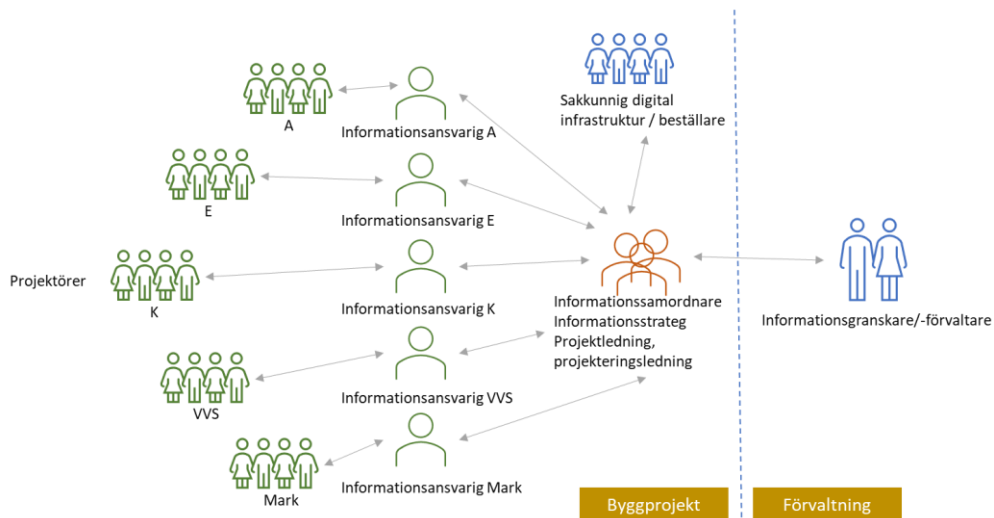 Sakkunnig digital
infrastruktur / beställare
A
Informationsansvarig A
E
Informationsansvarig E
Projektörer
K
Informationsansvarig K
Informationssamordnare
Informationsstrateg
Projektledning,
projekteringsledning
Informationsgranskare/-förvaltare
VVS
Informationsansvarig VVS
Mark
Informationsansvarig Mark
Byggprojekt
Förvaltning